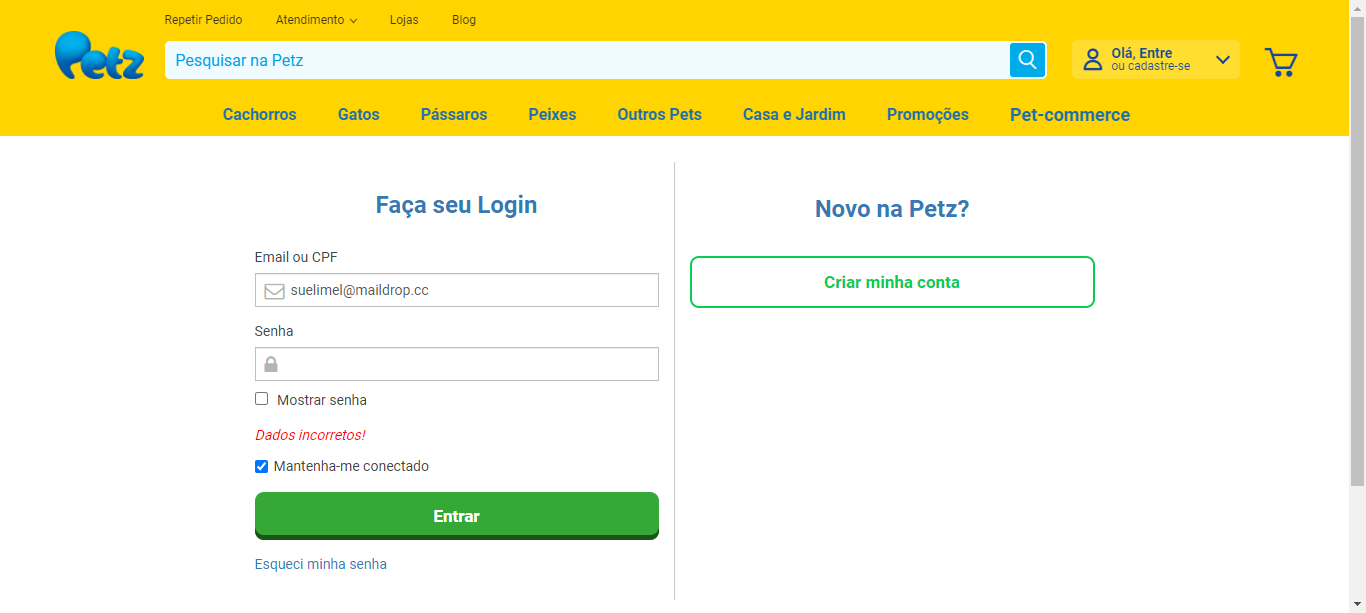 Repetir Pedido Atendimento Lojas Blog
Petz
Pesquisar na Petz
Olá, Entre
ou cadastre-se
Cachorros Gatos Pássaros Peixes Outros Pets Casa e Jardim Promoções Pet-commerce
Faça seu Login
Email ou CPF
suelimel@maildrop.cc
Senha
Mostrar senha
Dados incorretos!
Mantenha-me conectado
Entrar
Esqueci minha senha
Novo na Petz?
Criar minha conta